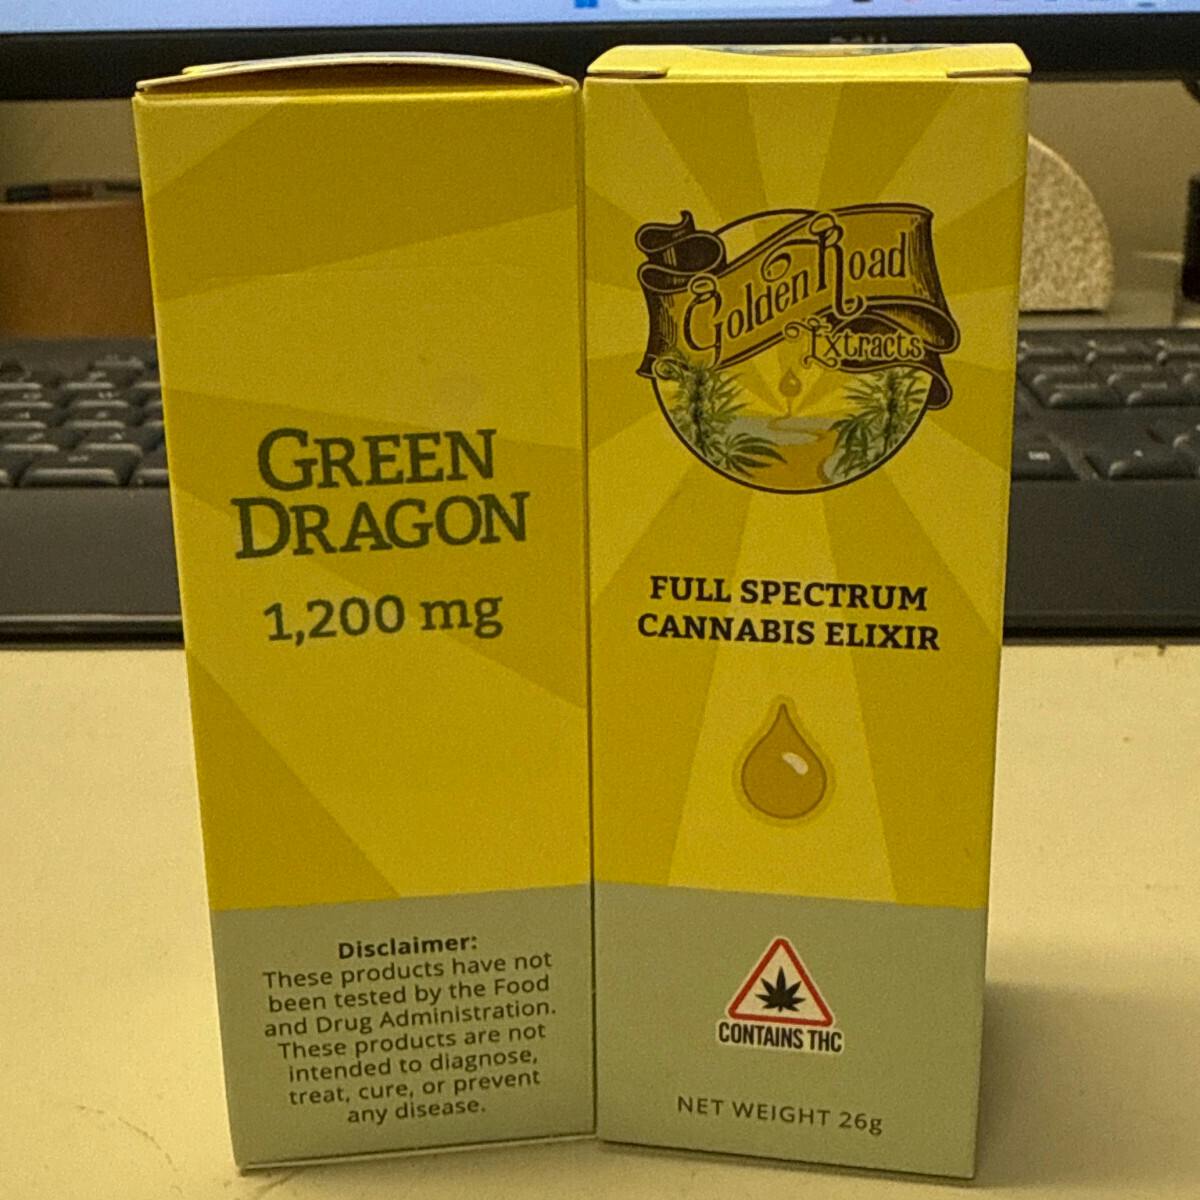 GREEN
DRAGON
1,200 mg
Disclaimer:
These products have not
been tested by the Food
and Drug Administration.
These products are not
intended to diagnose,
treat, cure, or prevent
any disease.
Golden Road
Extracts
FULL SPECTRUM
CANNABIS ELIXIR
CONTAINS THC
NET WEIGHT 26g